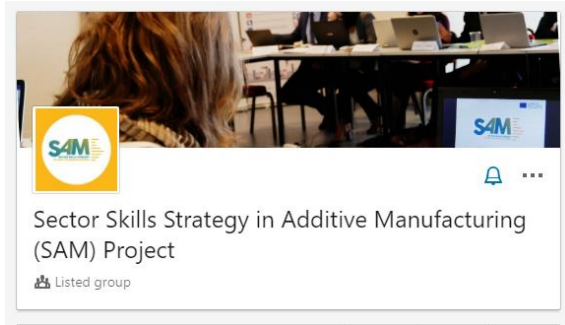 SAM
SAM
Sector Skills Strategy in Additive Manufacturing
(SAM) Project
Listed group